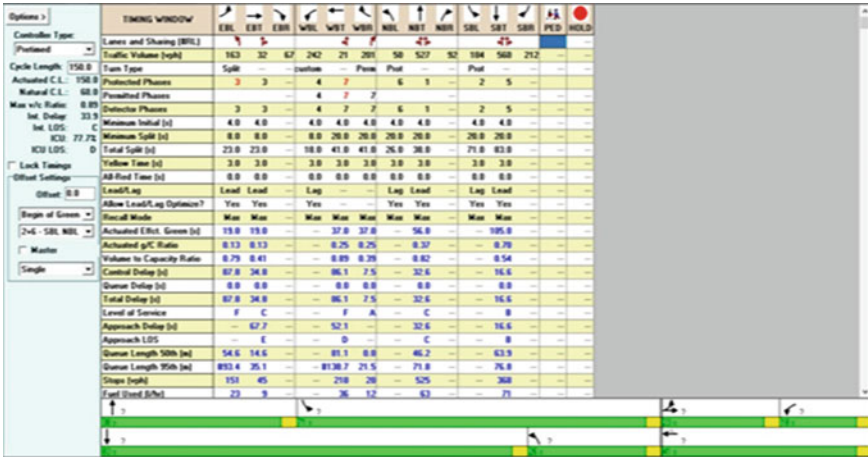 Options >
Controller Type:
Pretimed
Cycle Length: 150.0
Actuated C.L.: 150.0
Natural C.L.: 60.0
Max v/c Ratio: 0.89
Int. Delay: 33.9
Int. LOS: C
ICU: 77.7%
ICU LOS: D
Lock Timings
Offset Settings
Offset: 0.0
Begin of Green
2+6 - SBL NBL
Master
Single
TIMING WINDOW EBL EBT EBR WBL WBT WBR NBL NBT NBR SBL SBT SBR PED HOLD
Lanes and Sharing (#RL)
Traffic Volume (vph) 163 32 67 242 21 201 50 527 92 104 560 212 — —
Turn Type Split — — custom — Perm Prot — — Prot — — — —
Protected Phases 3 3 — 4 7 — 6 1 — 2 5 — — —
Permitted Phases 4 7 7
Detector Phases 3 3 — 4 7 7 6 1 — 2 5 — — —
Minimum Initial (s) 4.0 4.0 — 4.0 4.0 4.0 4.0 4.0 — 4.0 4.0 — — —
Minimum Split (s) 8.0 8.0 — 8.0 20.0 20.0 20.0 20.0 — 20.0 20.0 — — —
Total Split (s) 23.0 23.0 — 18.0 41.0 41.0 26.0 38.0 — 71.0 83.0 — — —
Yellow Time (s) 3.0 3.0 — 3.0 3.0 3.0 3.0 3.0 — 3.0 3.0 — — —
All-Red Time (s) 0.0 0.0 — 0.0 0.0 0.0 0.0 0.0 — 0.0 0.0 — — —
Lead/Lag Lead Lead — Lag — — Lag Lead — Lag Lead — — —
Allow Lead/Lag Optimize? Yes Yes — Yes — — Yes Yes — Yes Yes — — —
Recall Mode Max Max — Max Max Max Max Max — Max Max — — —
Actuated Effct. Green (s) 19.0 19.0 — — 37.0 37.0 — 56.0 — — 105.0 — — —
Actuated g/C Ratio 0.13 0.13 — — 0.25 0.25 — 0.37 — — 0.70 — — —
Volume to Capacity Ratio 0.79 0.41 — — 0.89 0.39 — 0.82 — — 0.54 — — —
Control Delay (s) 87.8 34.8 — — 86.1 7.5 — 32.6 — — 16.6 — — —
Queue Delay (s) 0.0 0.0 — — 0.0 0.0 — 0.0 — — 0.0 — — —
Total Delay (s) 87.8 34.8 — — 86.1 7.5 — 32.6 — — 16.6 — — —
Level of Service F C — — F A — C — — B — — —
Approach Delay (s) — 67.7 — — 52.1 — — 32.6 — — 16.6 — — —
Approach LOS — E — — D — — C — — B — — —
Queue Length 50th (m) 54.6 14.6 — — 81.1 0.0 — 46.2 — — 63.9 — — —
Queue Length 95th (m) #93.4 35.1 — — #138.7 21.5 — 71.8 — — 76.8 — — —
Stops (vph) 151 45 — — 218 20 — 525 — — 368 — — —
Fuel Used (l/hr) 23 9 — — 36 12 — 63 — — 71 — — —
? ? ? ?
? ? ?